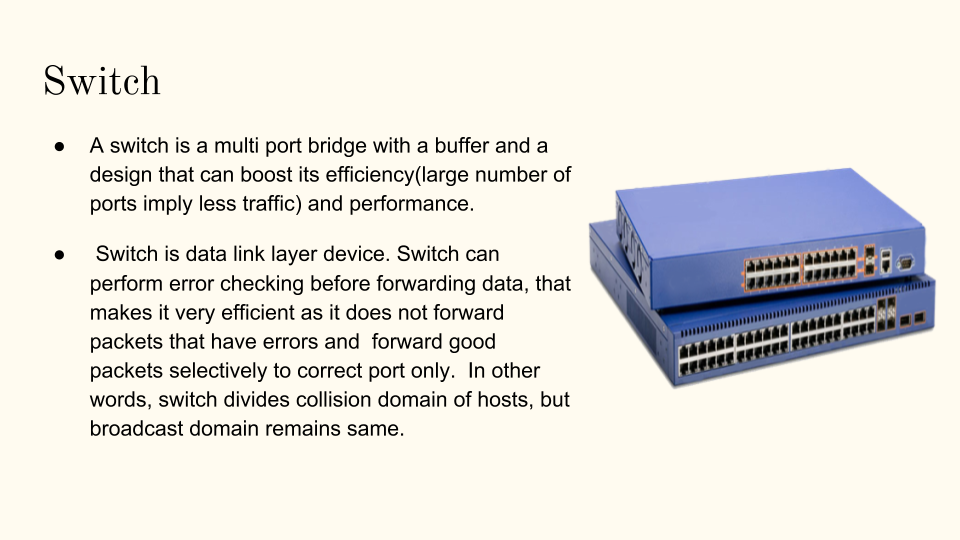 Switch
● A switch is a multi port bridge with a buffer and a
design that can boost its efficiency(large number of
ports imply less traffic) and performance.
● Switch is data link layer device. Switch can
perform error checking before forwarding data, that
makes it very efficient as it does not forward
packets that have errors and  forward good
packets selectively to correct port only.  In other
words, switch divides collision domain of hosts, but
broadcast domain remains same.